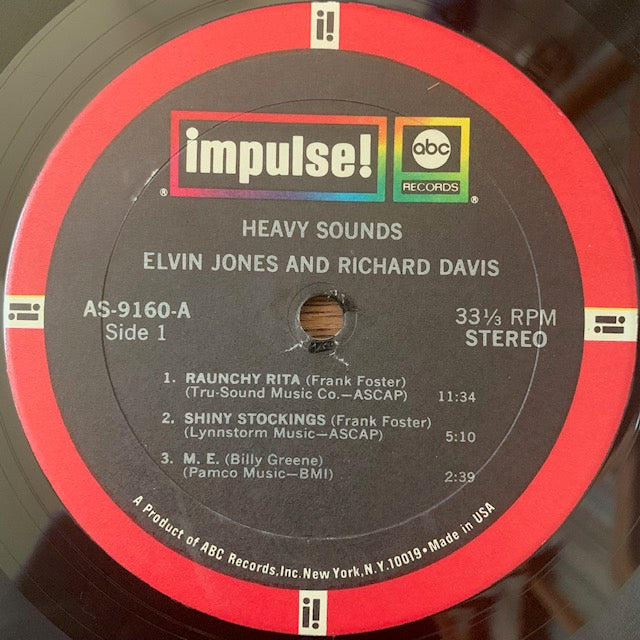 i!
impulse!
abc
RECORDS
®
®
HEAVY SOUNDS
ELVIN JONES AND RICHARD DAVIS
AS-9160-A
Side 1
33⅓ RPM
STEREO
i!
i!
1. RAUNCHY RITA (Frank Foster)
(Tru-Sound Music Co.—ASCAP) 11:34
2. SHINY STOCKINGS (Frank Foster)
(Lynnstorm Music—ASCAP) 5:10
3. M. E. (Billy Greene)
(Pamco Music—BMI) 2:39
A Product of ABC Records, Inc. New York, N.Y. 10019 • Made in USA
i!